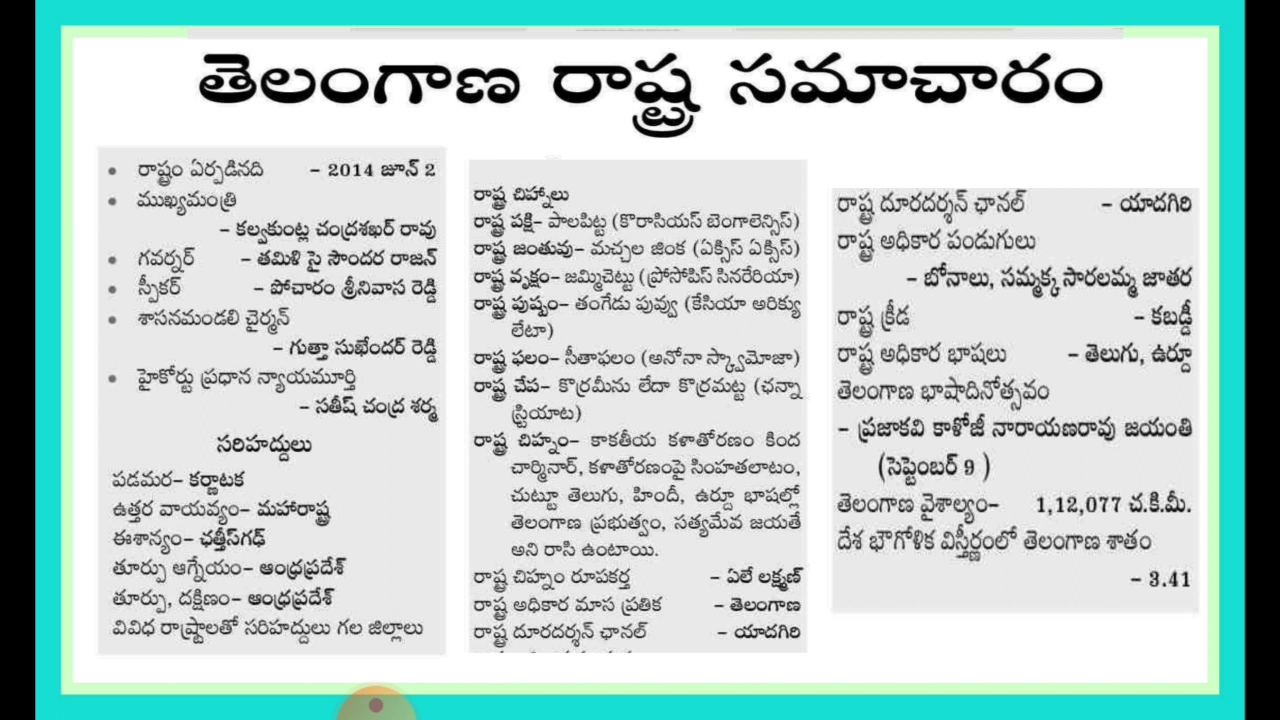 తెలంగాణ రాష్ట్ర సమాచారం
• రాష్ట్రం ఏర్పడినది – 2014 జూన్ 2
• ముఖ్యమంత్రి
– కల్వకుంట్ల చంద్రశఖర్ రావు
• గవర్నర్ – తమిళి సై సౌందర రాజన్
• స్పీకర్ – పోచారం శ్రీనివాస రెడ్డి
• శాసనమండలి చైర్మన్
– గుత్తా సుఖేందర్ రెడ్డి
• హైకోర్టు ప్రధాన న్యాయమూర్తి
– సతీష్ చంద్ర శర్మ
సరిహద్దులు
పడమర– కర్ణాటక
ఉత్తర వాయవ్యం– మహారాష్ట్ర
ఈశాన్యం– ఛత్తీస్‌గఢ్
తూర్పు ఆగ్నేయం– ఆంధ్రప్రదేశ్
తూర్పు, దక్షిణం– ఆంధ్రప్రదేశ్
వివిధ రాష్ట్రాలతో సరిహద్దులు గల జిల్లాలు
రాష్ట్ర చిహ్నాలు
రాష్ట్ర పక్షి– పాలపిట్ట (కొరాసియస్ బెంగాలెన్సిస్)
రాష్ట్ర జంతువు– మచ్చల జింక (ఏక్సిస్ ఏక్సిస్)
రాష్ట్ర వృక్షం– జమ్మిచెట్టు (ప్రోసోపిస్ సినరేరియా)
రాష్ట్ర పుష్పం– తంగేడు పువ్వు (కేసియా అరిక్యు
లేటా)
రాష్ట్ర ఫలం– సీతాఫలం (అనోనా స్క్వామోజా)
రాష్ట్ర చేప– కొర్రమీను లేదా కొర్రమట్ట (ఛన్నా
స్ట్రియాట)
రాష్ట్ర చిహ్నం– కాకతీయ కళాతోరణం కింద
చార్మినార్, కళాతోరణంపై సింహతలాటం,
చుట్టూ తెలుగు, హిందీ, ఉర్దూ భాషల్లో
తెలంగాణ ప్రభుత్వం, సత్యమేవ జయతే
అని రాసి ఉంటాయి.
రాష్ట్ర చిహ్నం రూపకర్త – ఏలే లక్ష్మణ్
రాష్ట్ర అధికార మాస ప్రతిక – తెలంగాణ
రాష్ట్ర దూరదర్శన్ ఛానల్ – యాదగిరి
రాష్ట్ర దూరదర్శన్ ఛానల్ – యాదగిరి
రాష్ట్ర అధికార పండుగులు
– బోనాలు, సమ్మక్క సారలమ్మ జాతర
రాష్ట్ర క్రీడ – కబడ్డీ
రాష్ట్ర అధికార భాషలు – తెలుగు, ఉర్దూ
తెలంగాణ భాషాదినోత్సవం
– ప్రజాకవి కాళోజీ నారాయణరావు జయంతి
(సెప్టెంబర్ 9 )
తెలంగాణ వైశాల్యం– 1,12,077 చ.కి.మీ.
దేశ భౌగోళిక విస్తీర్ణంలో తెలంగాణ శాతం
– 3.41